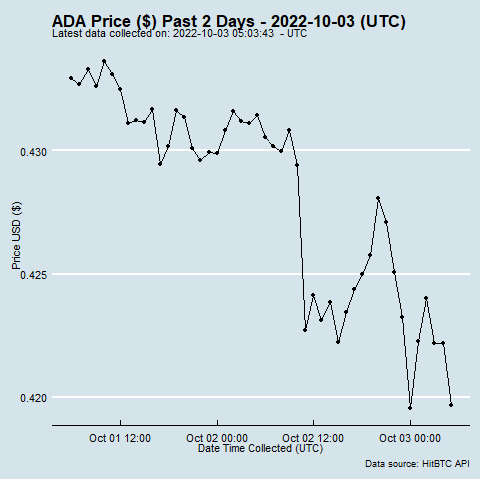 ADA Price ($) Past 2 Days - 2022-10-03 (UTC)
Latest data collected on: 2022-10-03 05:03:43  - UTC
0.430
0.425
0.420
Price USD ($)
Oct 01 12:00 Oct 02 00:00 Oct 02 12:00 Oct 03 00:00
Date Time Collected (UTC)
Data source: HitBTC API